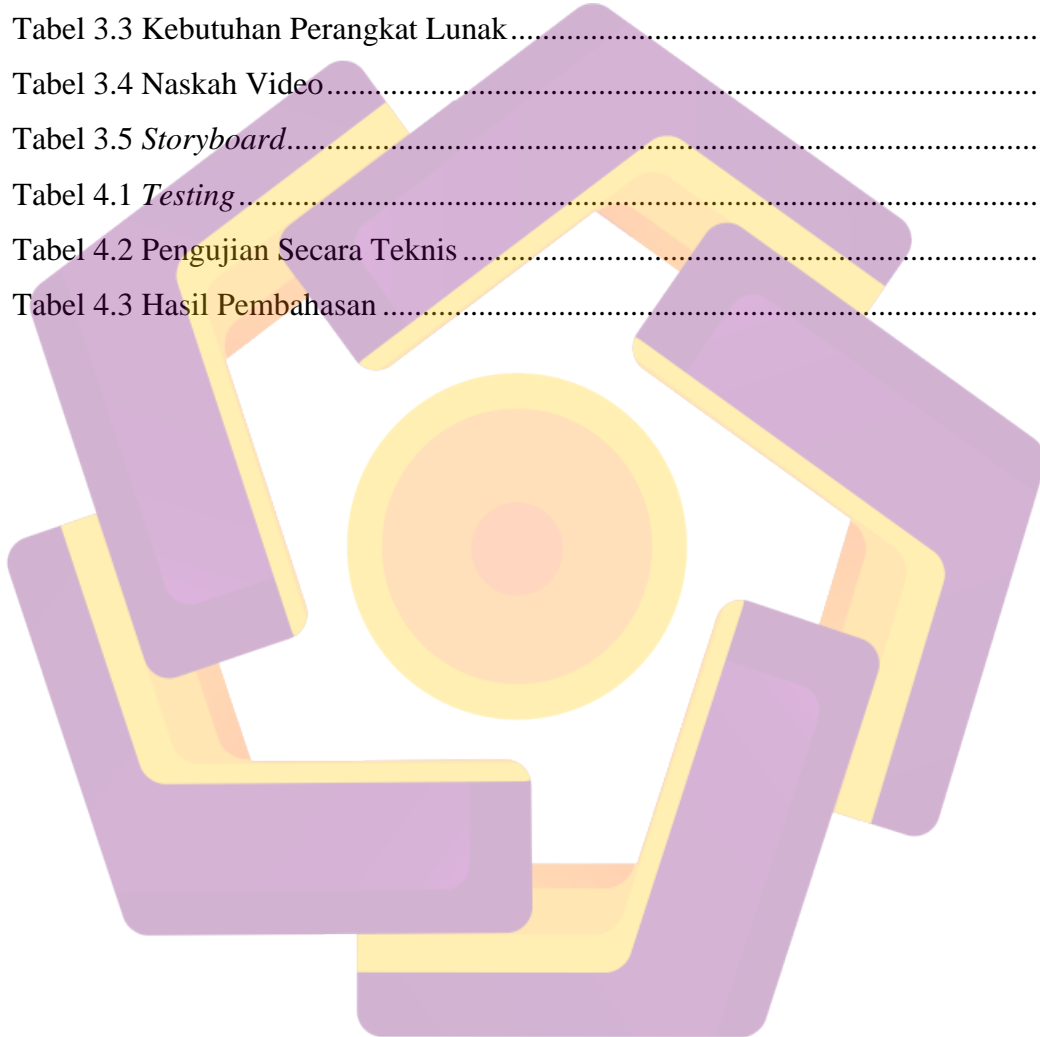 Tabel 3.3 Kebutuhan Perangkat Lunak....................................................................
Tabel 3.4 Naskah Video...........................................................................................
Tabel 3.5 Storyboard................................................................................................
Tabel 4.1 Testing......................................................................................................
Tabel 4.2 Pengujian Secara Teknis..........................................................................
Tabel 4.3 Hasil Pembahasan....................................................................................